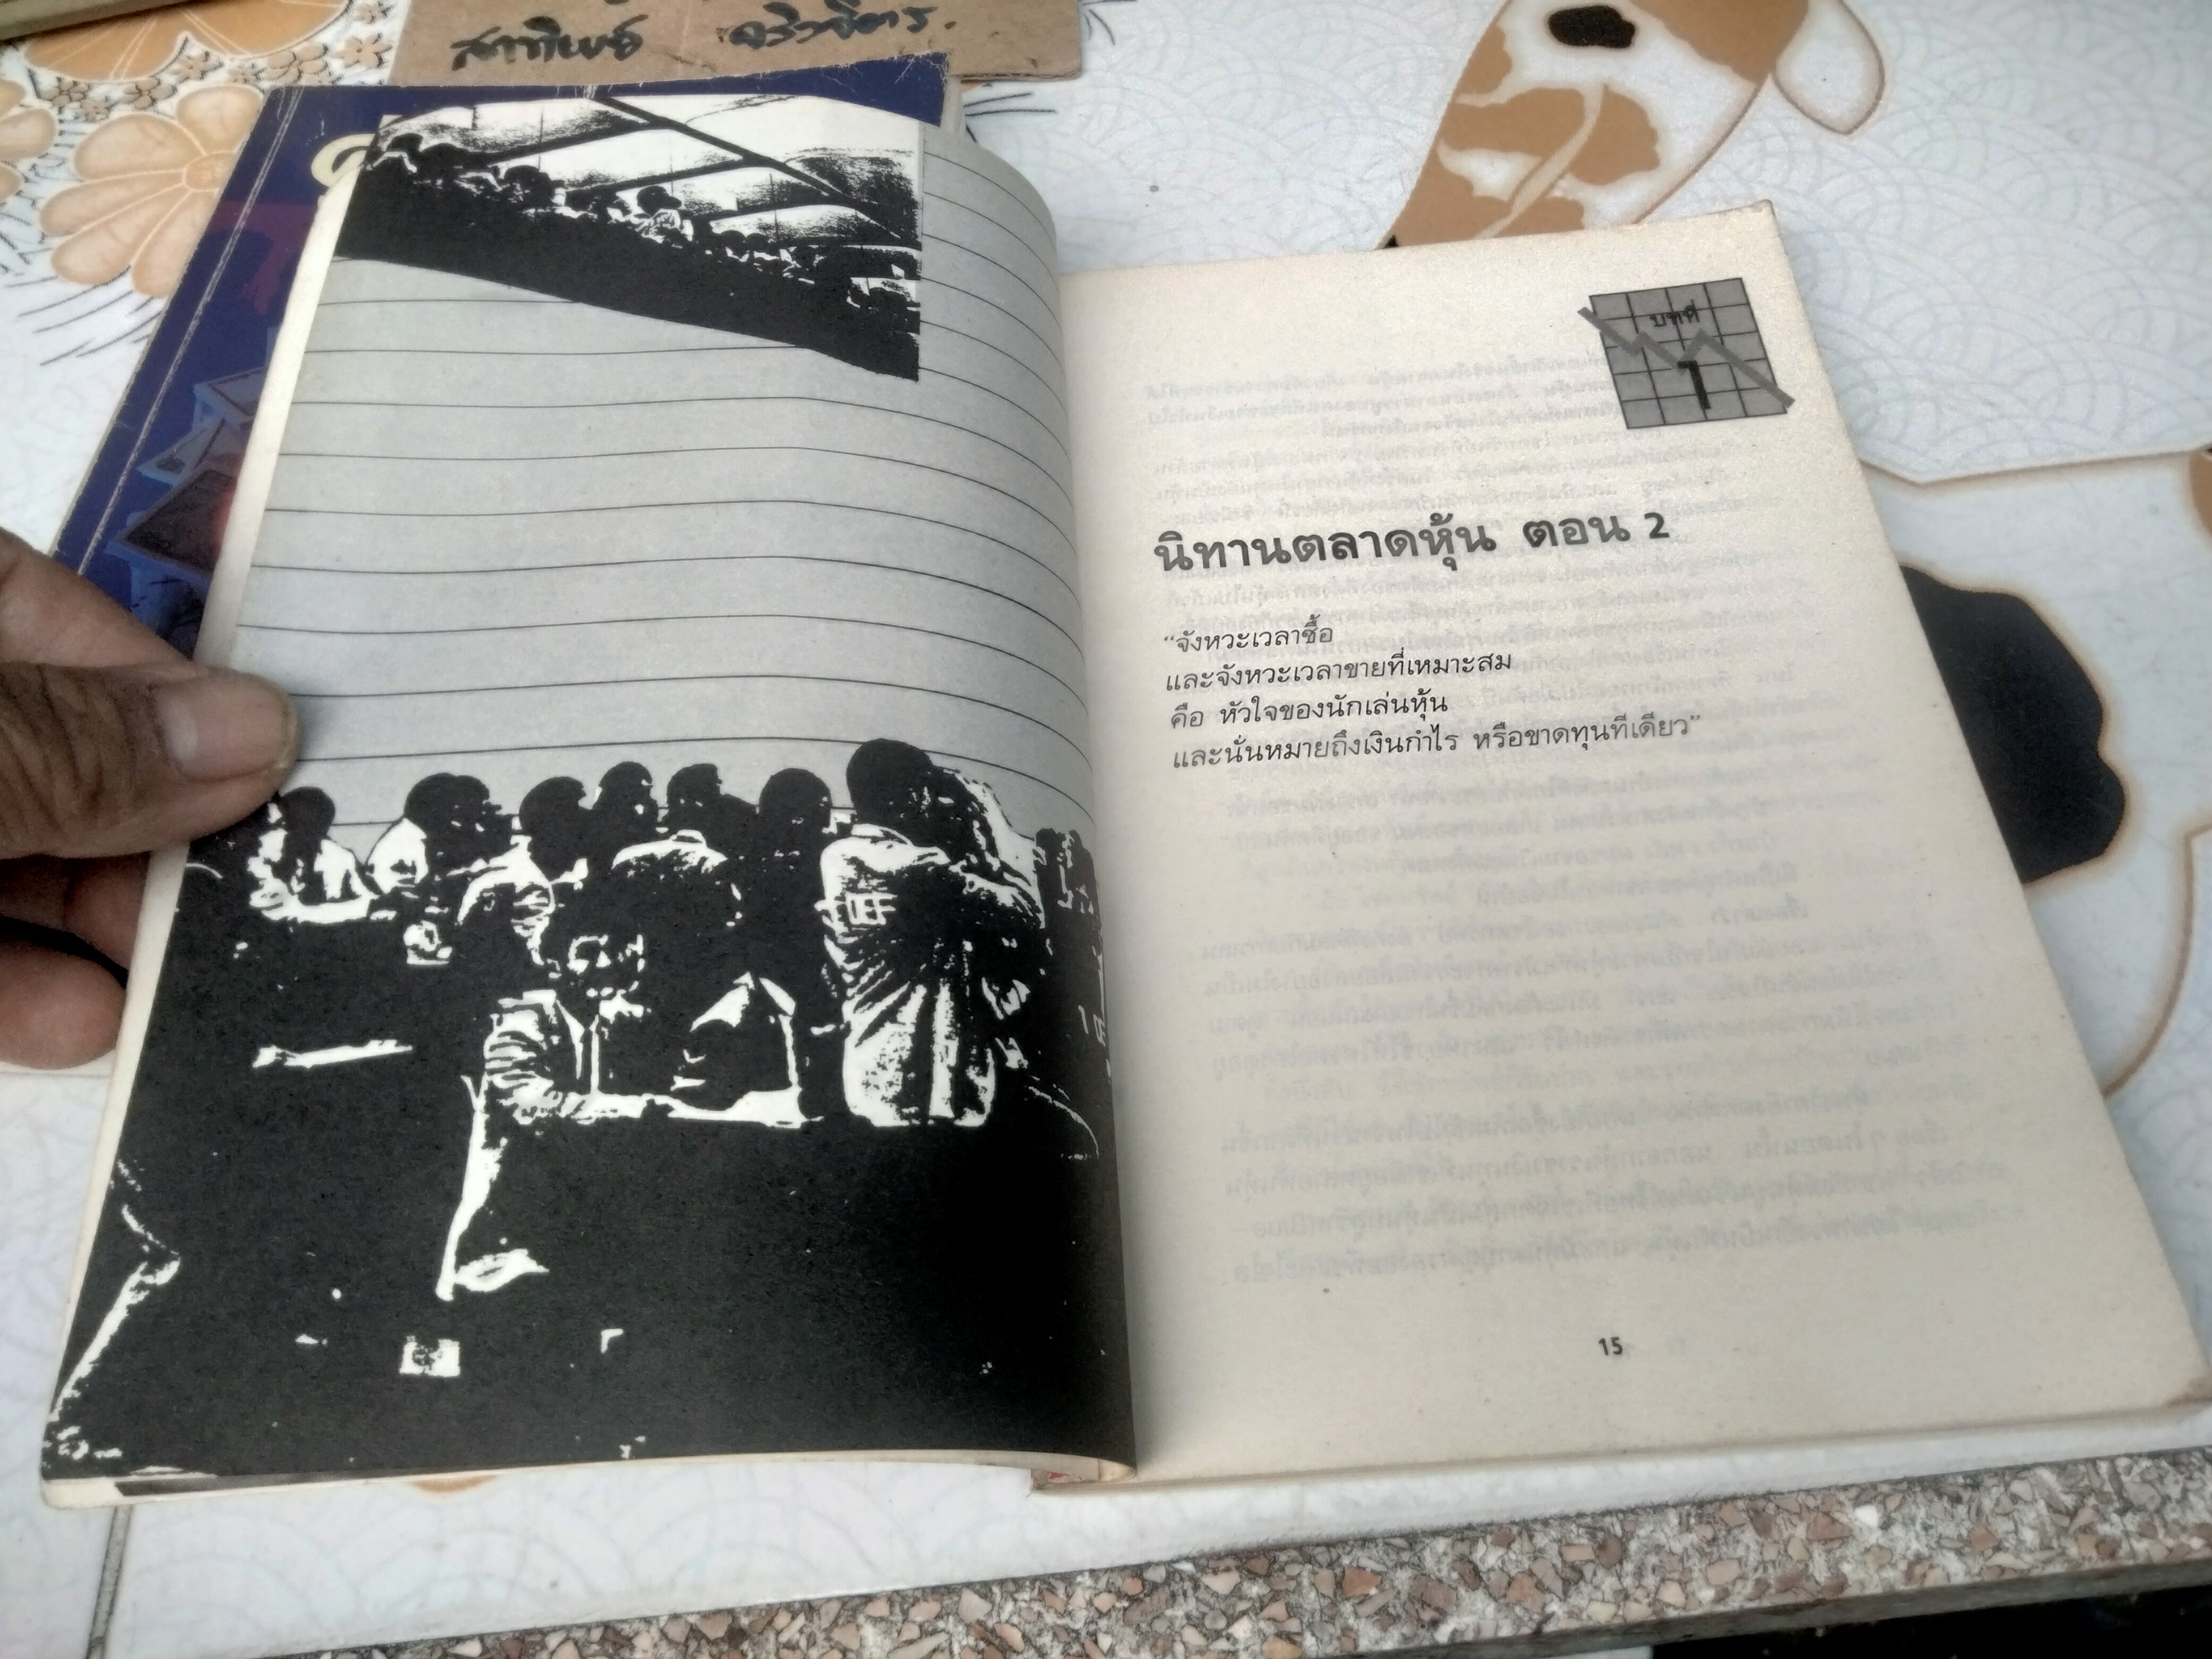 บทที่
1
นิทานตลาดหุ้น ตอน 2
“จังหวะเวลาซื้อ
และจังหวะเวลาขายที่เหมาะสม
คือ หัวใจของนักเล่นหุ้น
และนั่นหมายถึงเงินกำไร หรือขาดทุนทีเดียว”
15